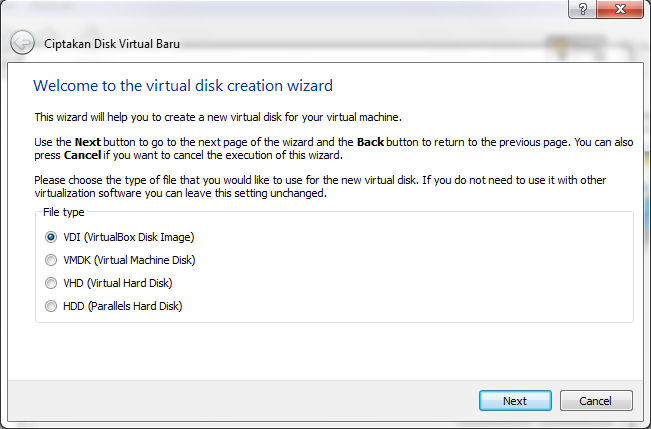 Ciptakan Disk Virtual Baru
Welcome to the virtual disk creation wizard
This wizard will help you to create a new virtual disk for your virtual machine.
Use the Next button to go to the next page of the wizard and the Back button to return to the previous page. You can also
press Cancel if you want to cancel the execution of this wizard.
Please choose the type of file that you would like to use for the new virtual disk. If you do not need to use it with other
virtualization software you can leave this setting unchanged.
File type
VDI (VirtualBox Disk Image)
VMDK (Virtual Machine Disk)
VHD (Virtual Hard Disk)
HDD (Parallels Hard Disk)
Next
Cancel